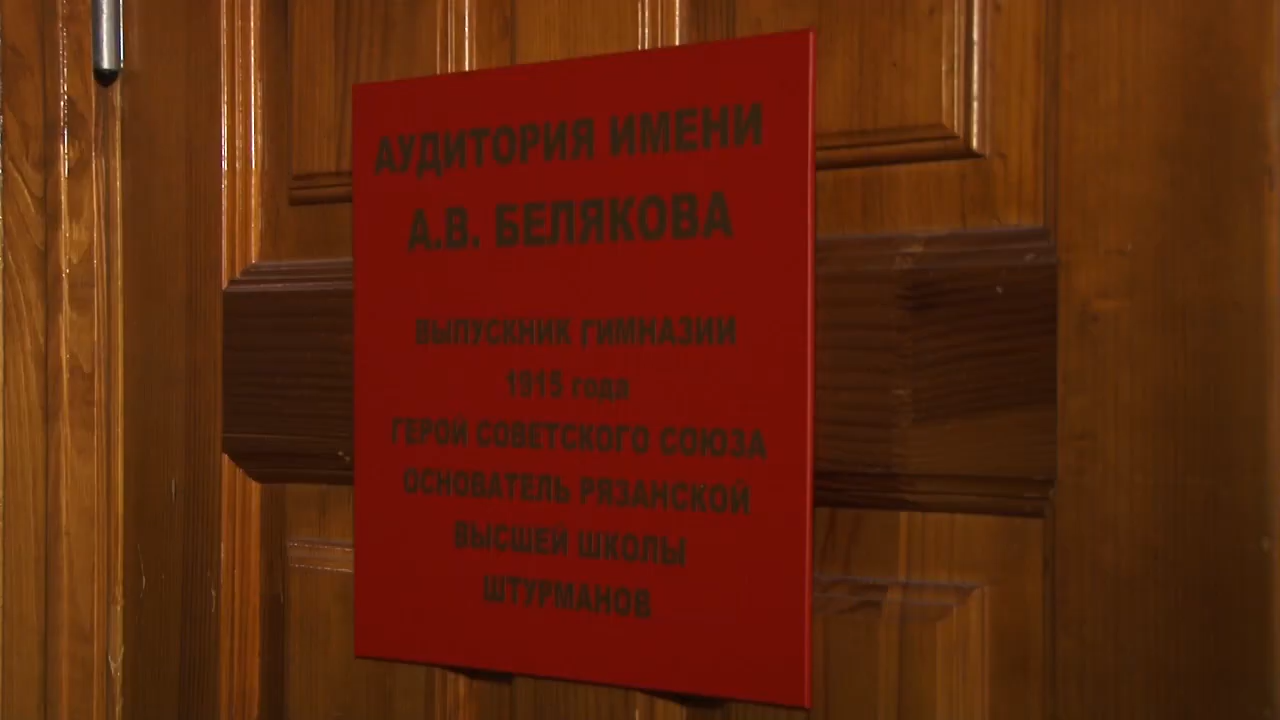 АУДИТОРИЯ ИМЕНИ
А.В. БЕЛЯКОВА
ВЫПУСКНИК ГИМНАЗИИ
1915 года
ГЕРОЙ СОВЕТСКОГО СОЮЗА
ОСНОВАТЕЛЬ РЯЗАНСКОЙ
ВЫСШЕЙ ШКОЛЫ
ШТУРМАНОВ